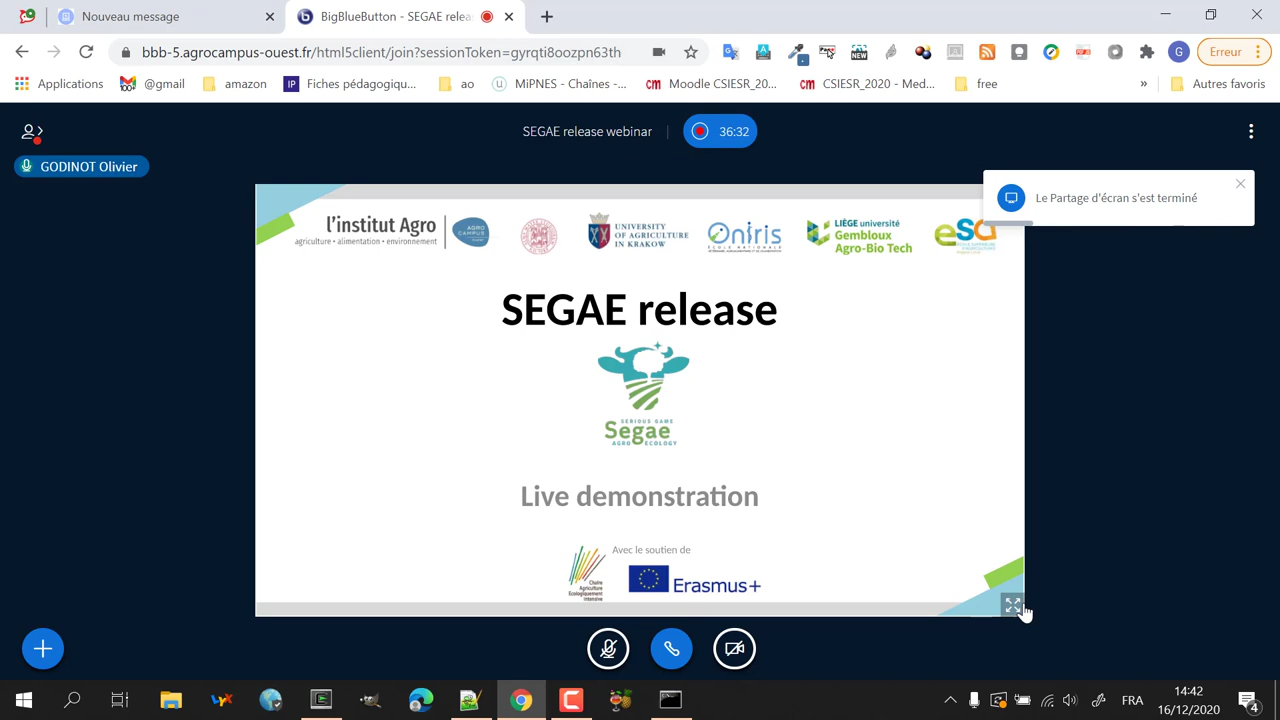 Nouveau message
BigBlueButton - SEGAE relea
bbb-5.agrocampus-ouest.fr/html5client/join?sessionToken=gyrqti8oozpn63th
NEW
G
Erreur
Applications
@gmail
amazon
IP
Fiches pédagogiqu...
ao
MiPNES - Chaînes -...
cm
Moodle CSIESR_20...
cm
CSIESR_2020 - Med...
free
»
Autres favoris
SEGAE release webinar
36:32
GODINOT Olivier
Le Partage d'écran s'est terminé
l'institut Agro
agriculture • alimentation • environnement
AGRO
CAMPUS
UNIVERSITY
OF AGRICULTURE
IN KRAKOW
Oniris
LIÈGE université
Gembloux
Agro-Bio Tech
esa
SEGAE release
SERIOUS GAME
Segae
AGRO ECOLOGY
Live demonstration
Avec le soutien de
Chaire
Agriculture
Écologiquement
Intensive
Erasmus+
FRA
14:42
16/12/2020
4